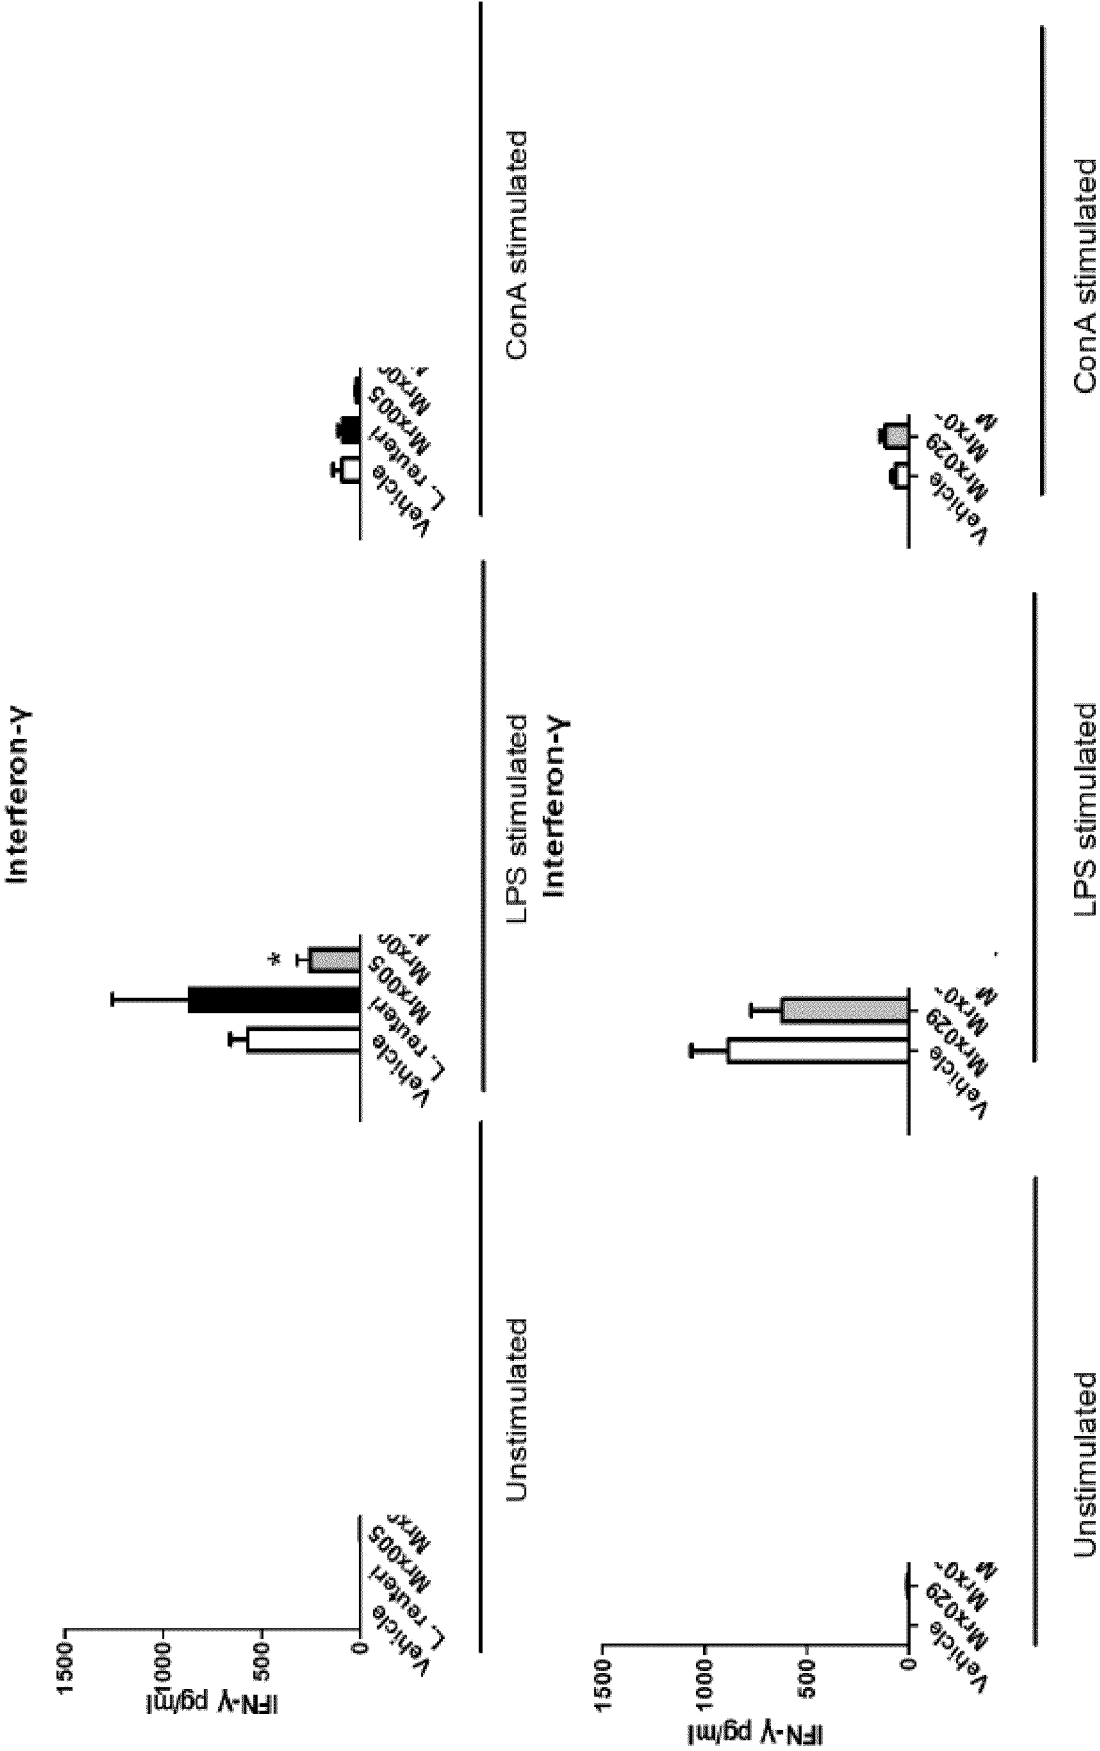 Interferon-γ
IFN-γ pg/ml
1500
1000
500
0
Vehicle
L. reuteri
Mrx005
Vehicle
L. reuteri
Mrx005
*
Vehicle
L. reuteri
Mrx005
Unstimulated
LPS stimulated
ConA stimulated
Interferon-γ
IFN-γ pg/ml
1500
1000
500
0
Vehicle
Mrx029
Vehicle
Mrx029
Vehicle
Mrx029
Unstimulated
LPS stimulated
ConA stimulated